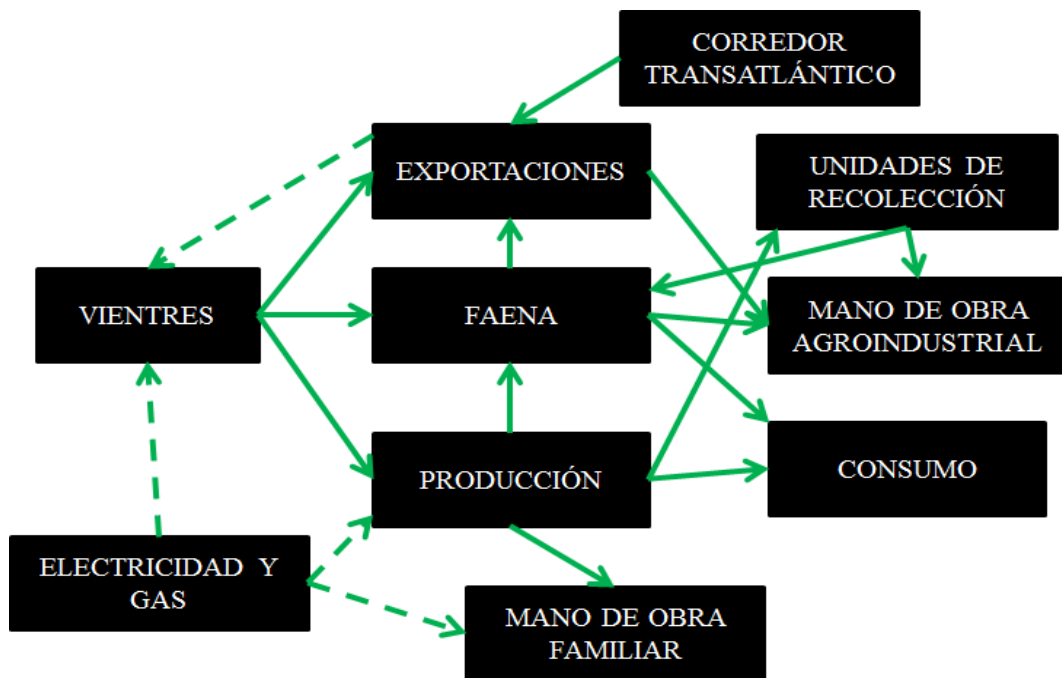 CORREDOR
TRANSATLÁNTICO
EXPORTACIONES
UNIDADES DE
RECOLECCIÓN
VIENTRES
FAENA
MANO DE OBRA
AGROINDUSTRIAL
PRODUCCIÓN
CONSUMO
ELECTRICIDAD Y
GAS
MANO DE OBRA
FAMILIAR